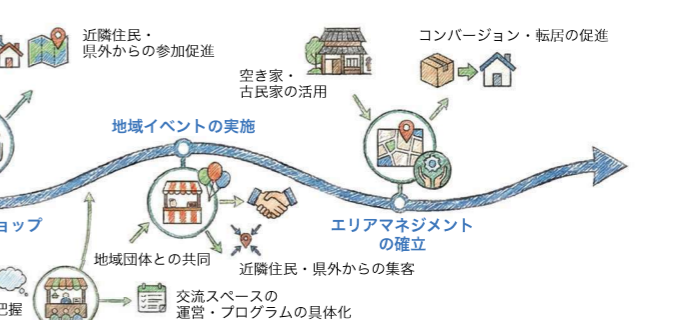 近隣住民・
県外からの参加促進
コンバージョン・転居の促進
空き家・
古民家の活用
地域イベントの実施
ョップ
エリアマネジメント
の確立
地域団体との共同
近隣住民・県外からの集客
交流スペースの
運営・プログラムの具体化
把握